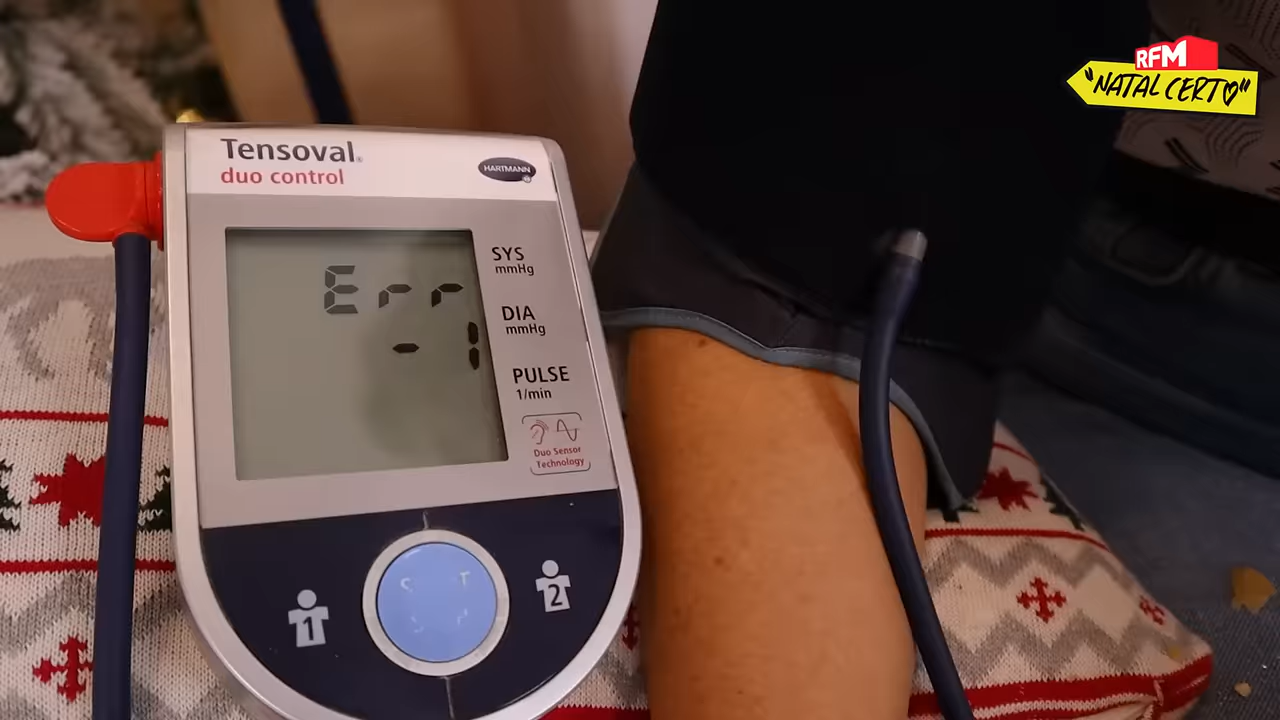 RFM
"NATAL CERTO"
Tensoval®
duo control
HARTMANN
SYS
mmHg
Err
DIA
mmHg
-1
PULSE
1/min
Duo Sensor
Technology
1
2